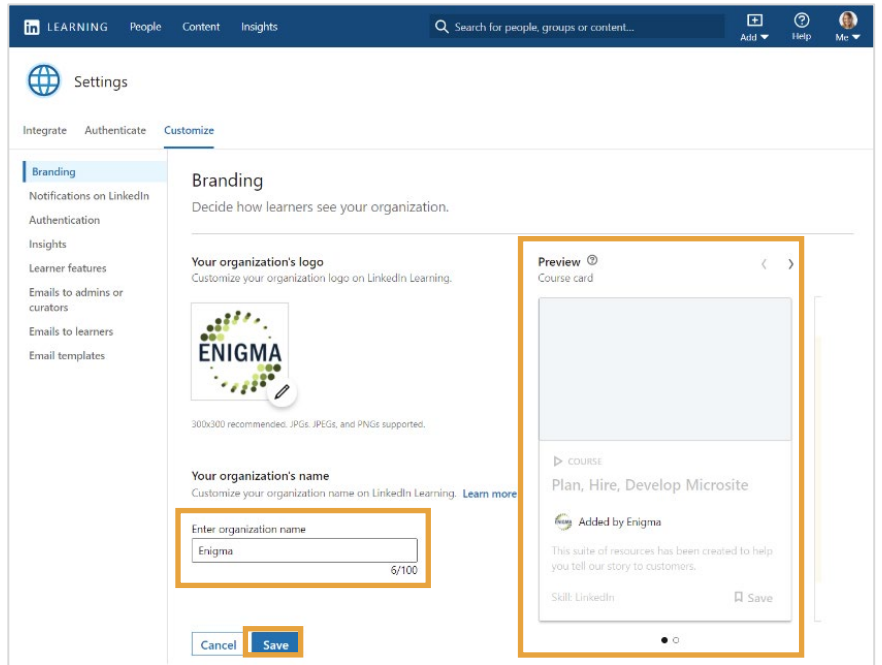 in LEARNING People Content Insights Search for people, groups or content... Add Help Me
Settings
Integrate Authenticate Customize
Branding
Notifications on LinkedIn
Authentication
Insights
Learner features
Emails to admins or
curators
Emails to learners
Email templates
Branding
Decide how learners see your organization.
Your organization's logo
Customize your organization logo on LinkedIn Learning.
ENIGMA
300x300 recommended. JPGs. JPEGs, and PNGs supported.
Your organization's name
Customize your organization name on LinkedIn Learning. Learn more
Enter organization name
Enigma
6/100
Cancel Save
Preview
Course card
COURSE
Plan, Hire, Develop Microsite
ENIGMA Added by Enigma
This suite of resources has been created to help
you tell our story to customers.
Skill: LinkedIn Save